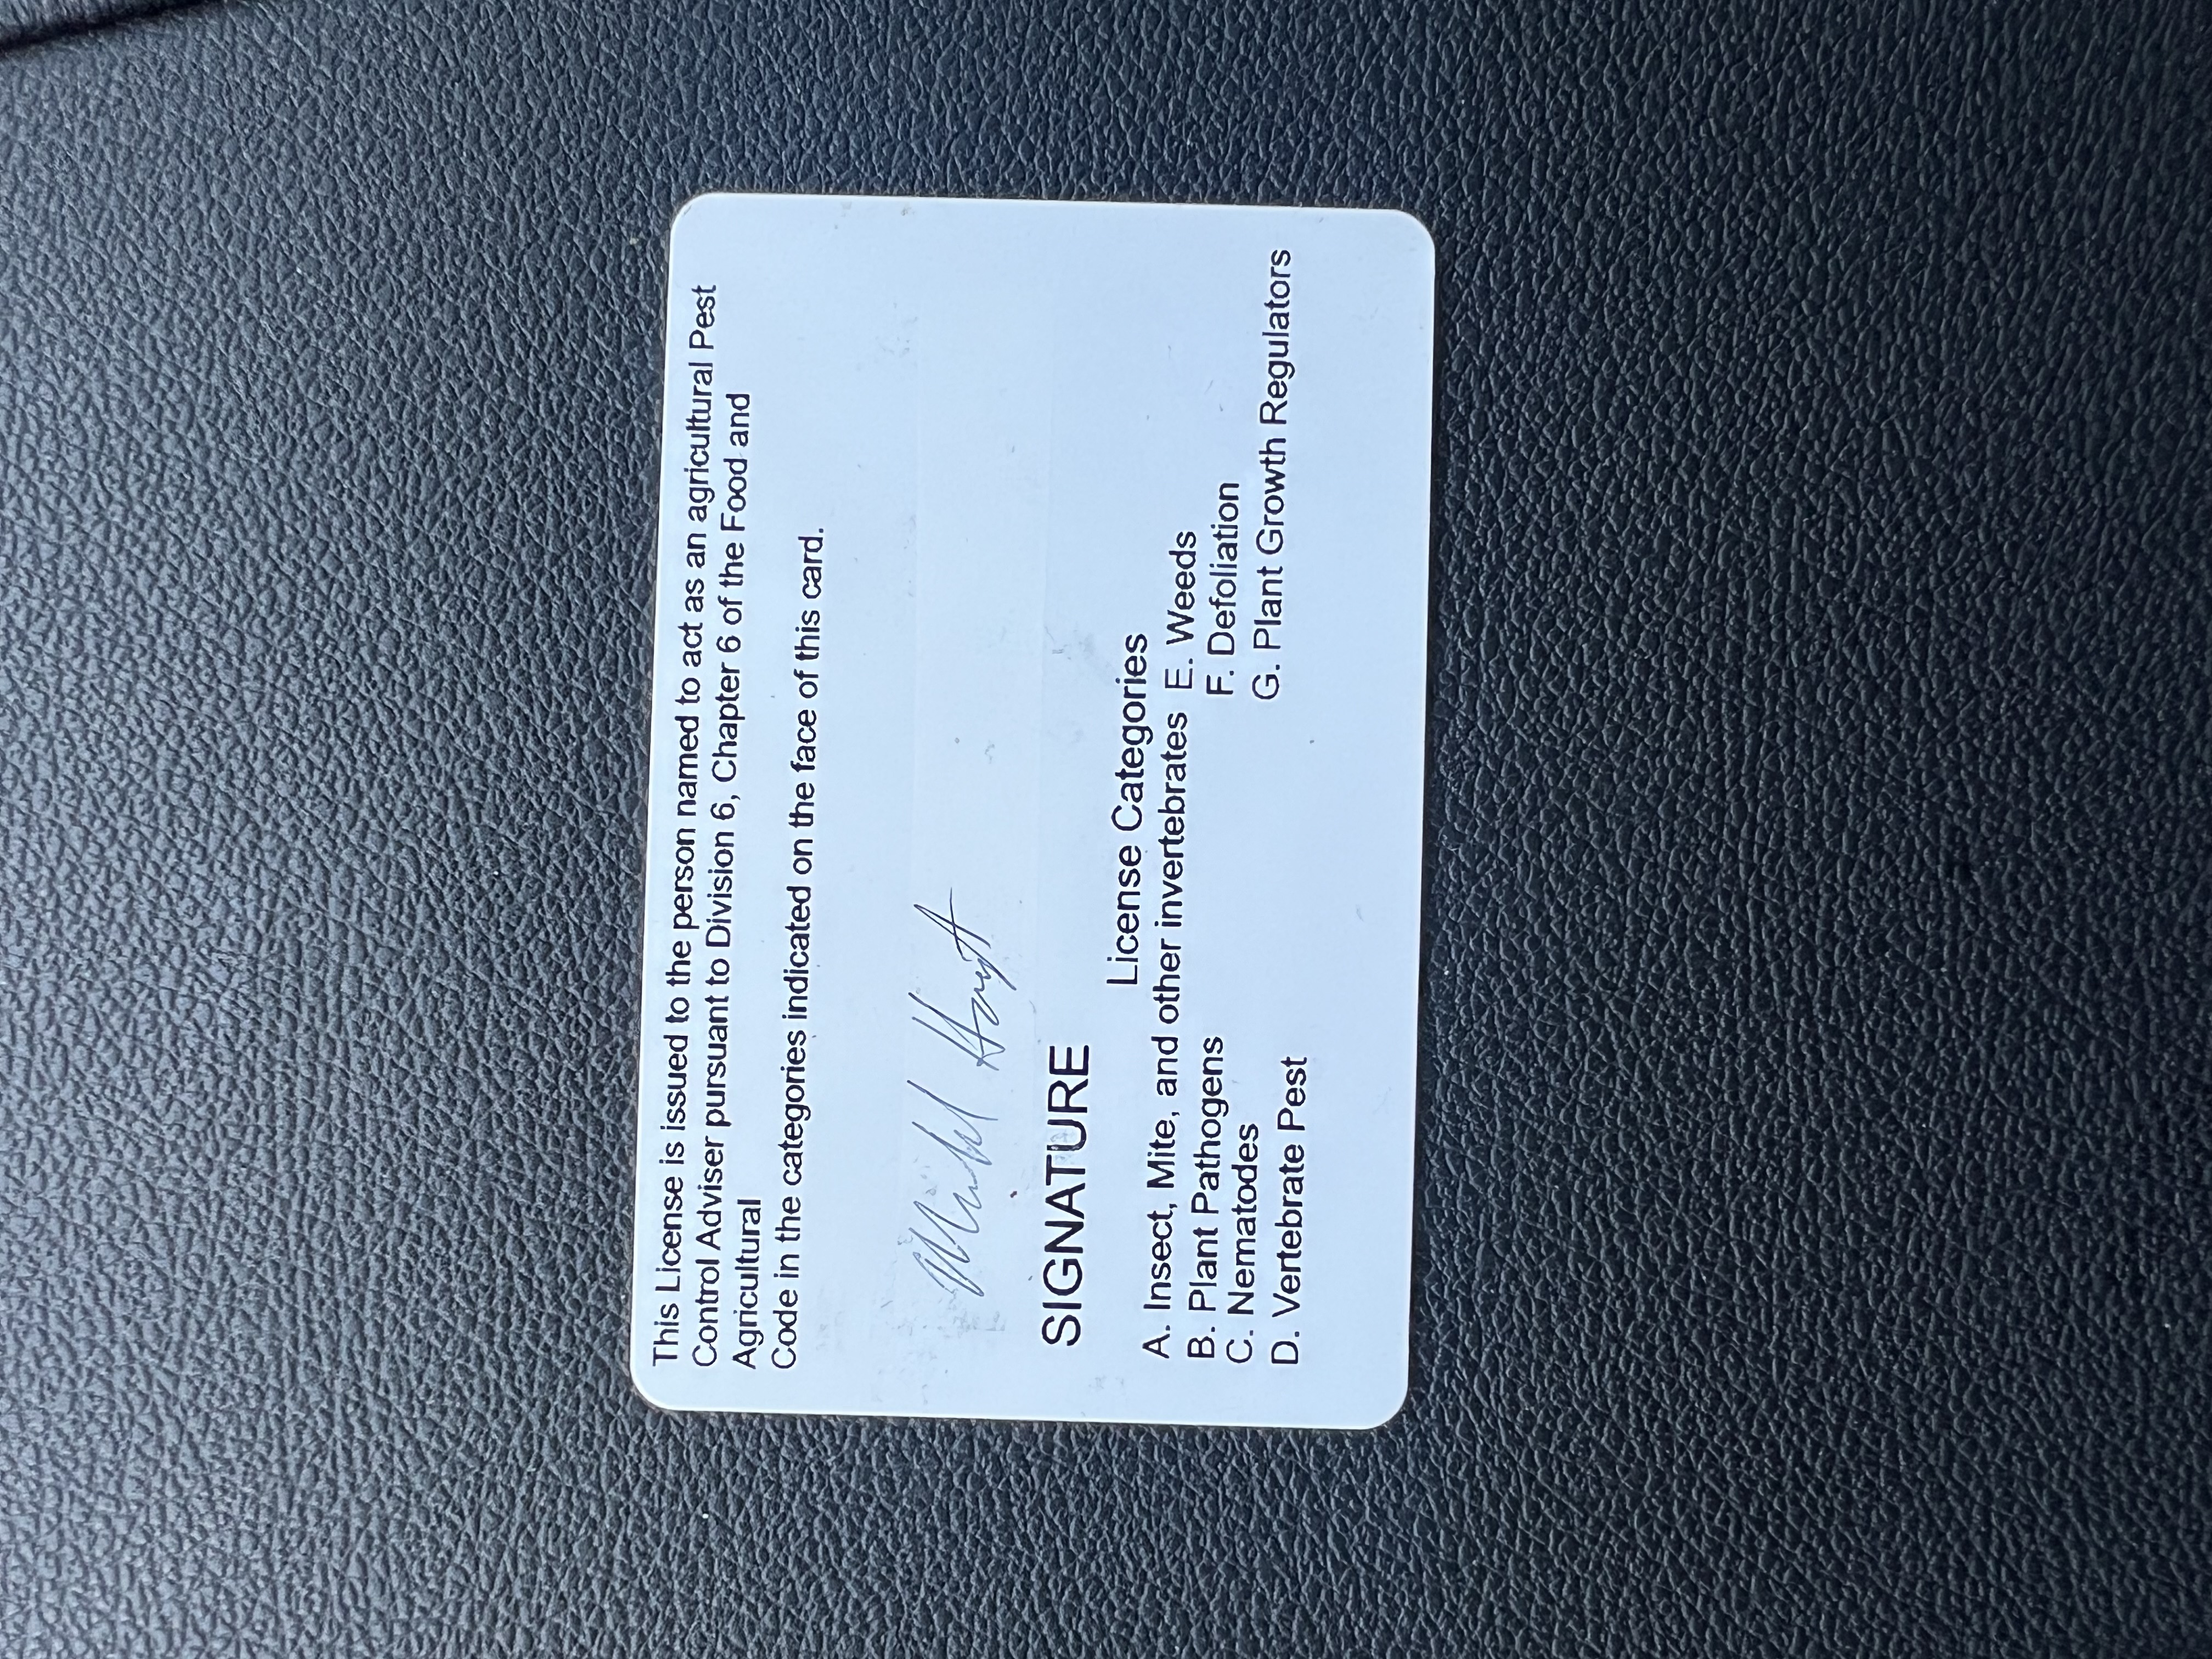 This License is issued to the person named to act as an agricultural Pest
Control Adviser pursuant to Division 6, Chapter 6 of the Food and
Agricultural
Code in the categories indicated on the face of this card.
SIGNATURE
License Categories
A. Insect, Mite, and other invertebrates E. Weeds
B. Plant Pathogens F. Defoliation
C. Nematodes G. Plant Growth Regulators
D. Vertebrate Pest